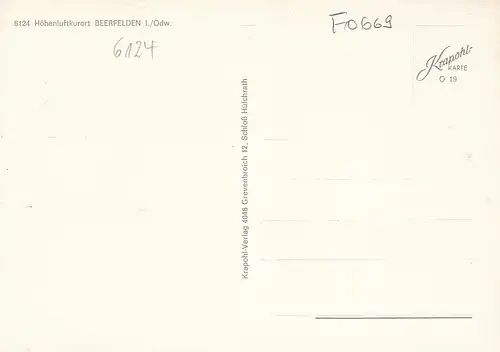 6124 Höhenluftkurort BEERFELDEN I./Odw.
6124
F0669
Krapohl-
KARTE
O 19
Krapohl-Verlag 4048 Grevenbroich 12, Schloß Hülchrath